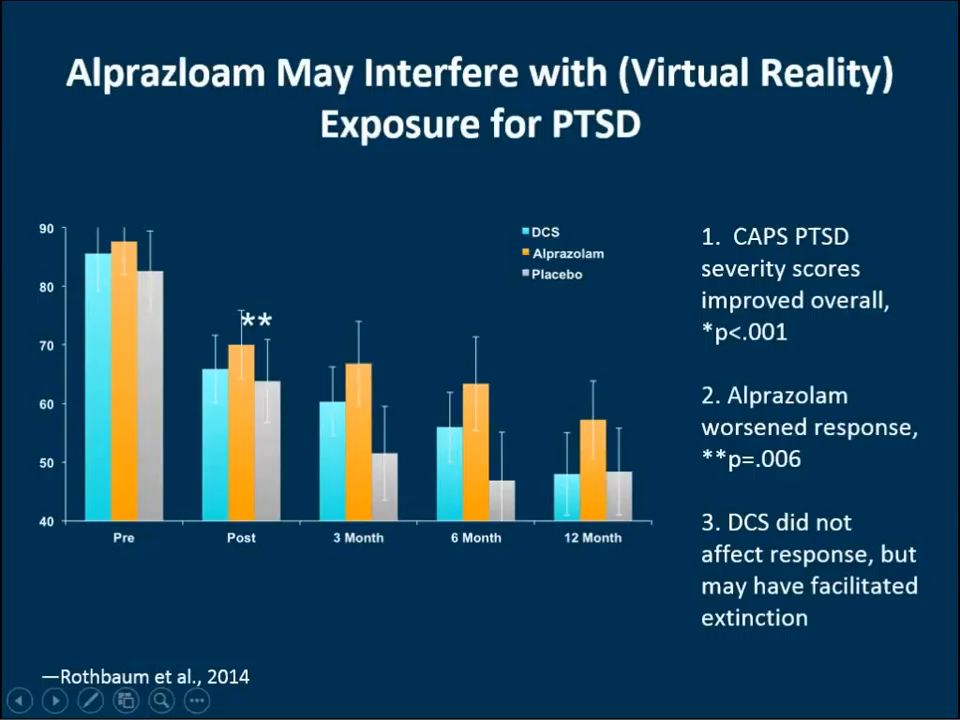 Alprazloam May Interfere with (Virtual Reality)
Exposure for PTSD
90
80
70
60
50
40
**
DCS
Alprazolam
Placebo
Pre
Post
3 Month
6 Month
12 Month
1. CAPS PTSD
severity scores
improved overall,
*p<.001
2. Alprazolam
worsened response,
**p=.006
3. DCS did not
affect response, but
may have facilitated
extinction
—Rothbaum et al., 2014